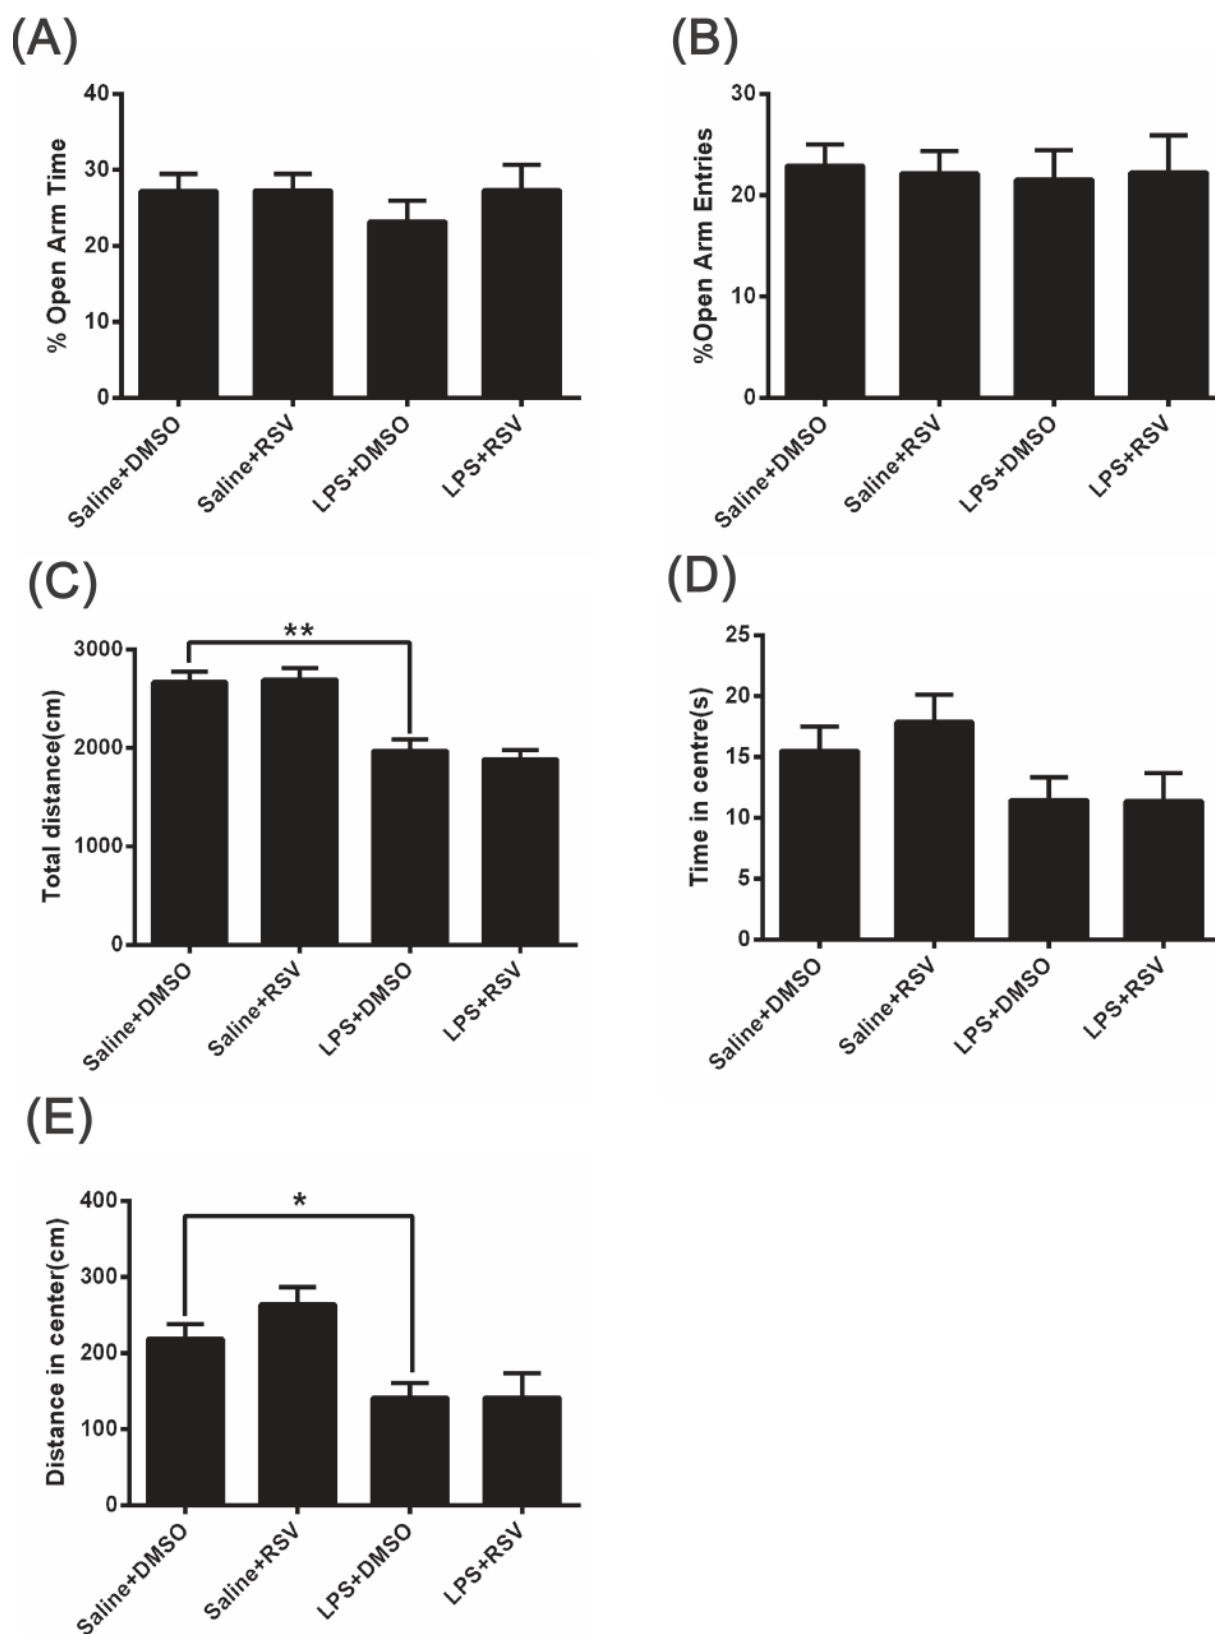 (A)
40
30
20
10
0
% Open Arm Time
Saline+DMSO
Saline+RSV
LPS+DMSO
LPS+RSV
(B)
30
20
10
0
%Open Arm Entries
Saline+DMSO
Saline+RSV
LPS+DMSO
LPS+RSV
(C)
**
3000
2000
1000
0
Total distance(cm)
Saline+DMSO
Saline+RSV
LPS+DMSO
LPS+RSV
(D)
25
20
15
10
5
0
Time in centre(s)
Saline+DMSO
Saline+RSV
LPS+DMSO
LPS+RSV
(E)
*
400
300
200
100
0
Distance in center(cm)
Saline+DMSO
Saline+RSV
LPS+DMSO
LPS+RSV